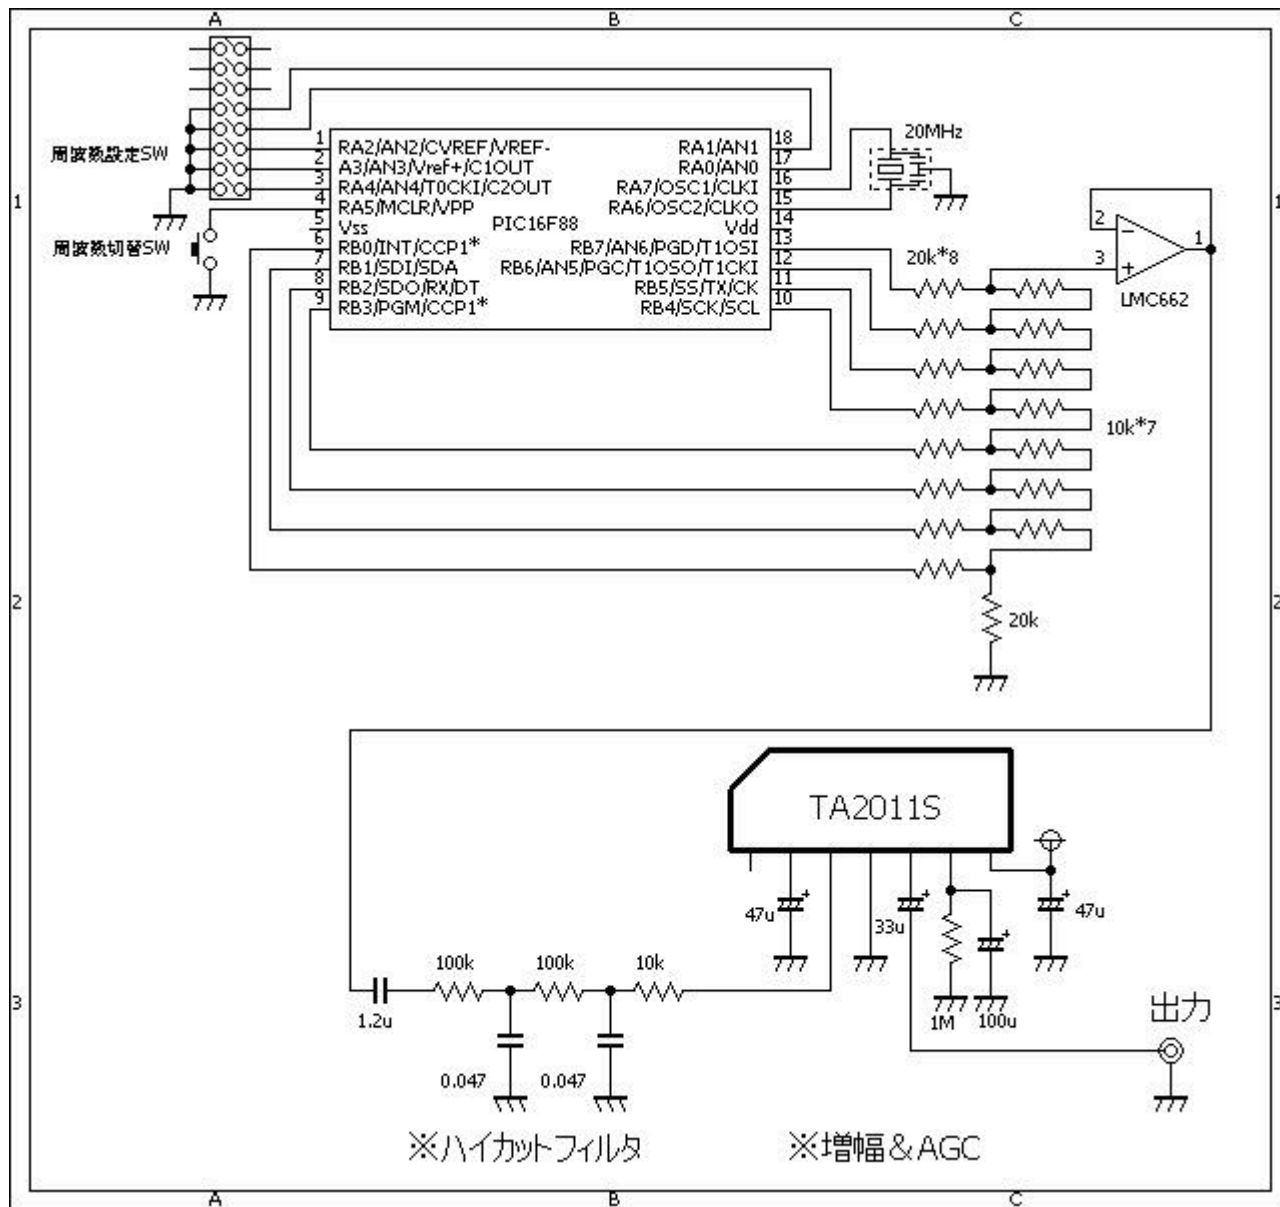 A B C
1
周波数設定SW
周波数切替SW
1 RA2/AN2/CVREF/VREF- RA1/AN1 18
2 A3/AN3/Vref+/C1OUT RA0/AN0 17
3 RA4/AN4/T0CKI/C2OUT RA7/OSC1/CLKI 16
4 RA5/MCLR/VPP RA6/OSC2/CLKO 15
5 Vss PIC16F88 Vdd 14
6 RB0/INT/CCP1* RB7/AN6/PGD/T1OSI 13
7 RB1/SDI/SDA RB6/AN5/PGC/T1OSO/T1CKI 12
8 RB2/SDO/RX/DT RB5/SS/TX/CK 11
9 RB3/PGM/CCP1* RB4/SCK/SCL 10
20MHz
1
2 −
3 +
1
LMC662
20k*8
10k*7
20k
2
2
TA2011S
47u
33u
+
+
+
+
47u
1M
100u
出力
3
3
1.2u
100k
100k
10k
0.047
0.047
※ハイカットフィルタ
※増幅&AGC
A B C